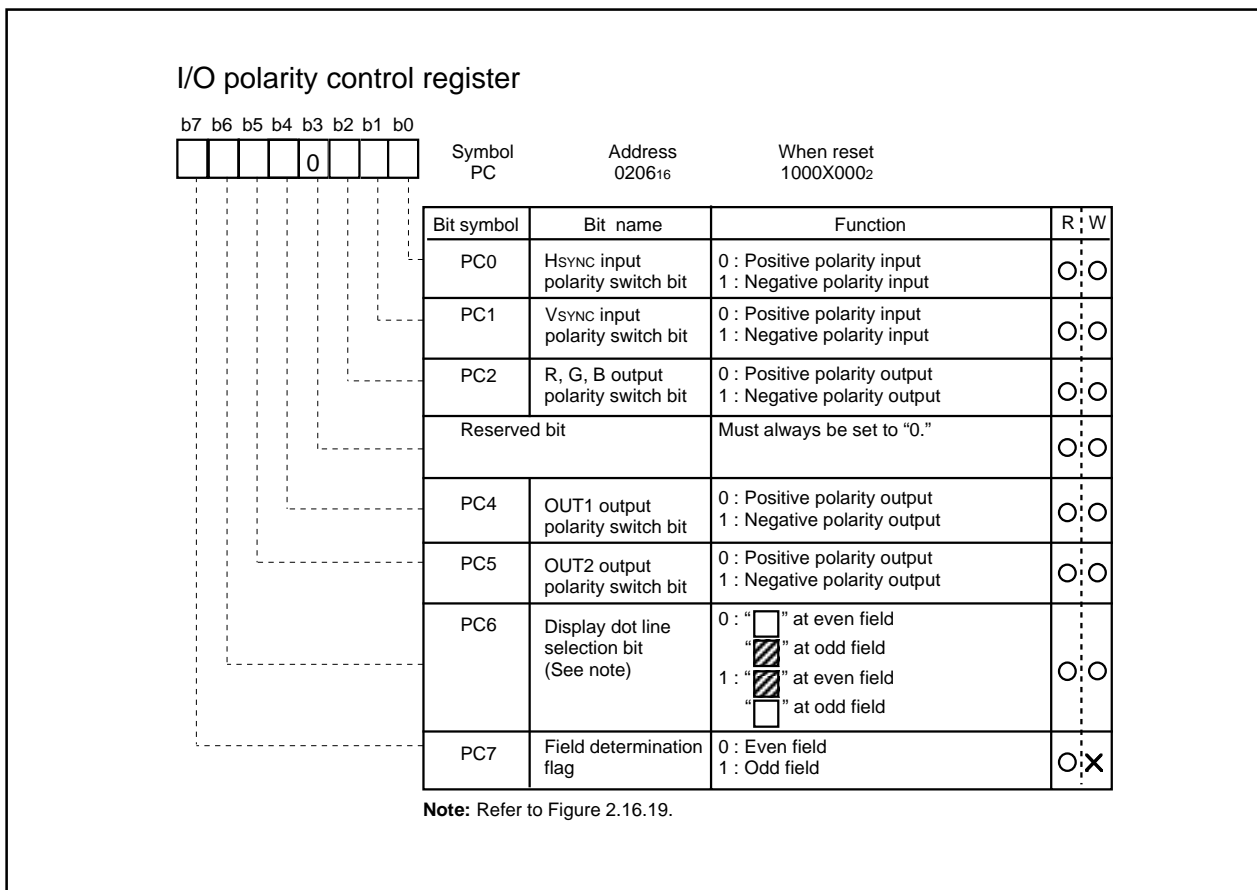 I/O polarity control register
b7 b6 b5 b4 b3 b2 b1 b0
0
Symbol Address When reset
PC 020616 1000X0002
Bit symbol Bit name Function R W
PC0 HSYNC input 0 : Positive polarity input
polarity switch bit 1 : Negative polarity input
PC1 VSYNC input 0 : Positive polarity input
polarity switch bit 1 : Negative polarity input
PC2 R, G, B output 0 : Positive polarity output
polarity switch bit 1 : Negative polarity output
Reserved bit Must always be set to “0.”
PC4 OUT1 output 0 : Positive polarity output
polarity switch bit 1 : Negative polarity output
PC5 OUT2 output 0 : Positive polarity output
polarity switch bit 1 : Negative polarity output
PC6 Display dot line 0 : “ ” at even field
selection bit “ ” at odd field
(See note) 1 : “ ” at even field
“ ” at odd field
PC7 Field determination 0 : Even field
flag 1 : Odd field
Note: Refer to Figure 2.16.19.